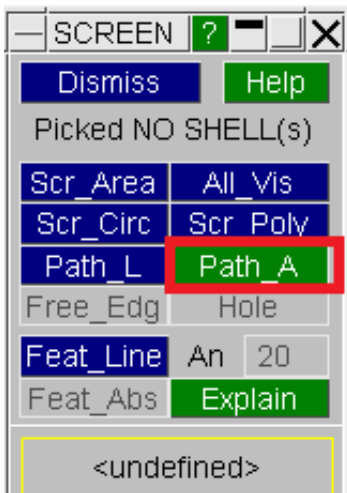 SCREEN ?
Dismiss Help
Picked NO SHELL(s)
Scr_Area All_Vis
Scr_Circ Scr_Poly
Path_L Path_A
Free_Edg Hole
Feat_Line An 20
Feat_Abs Explain
<undefined>